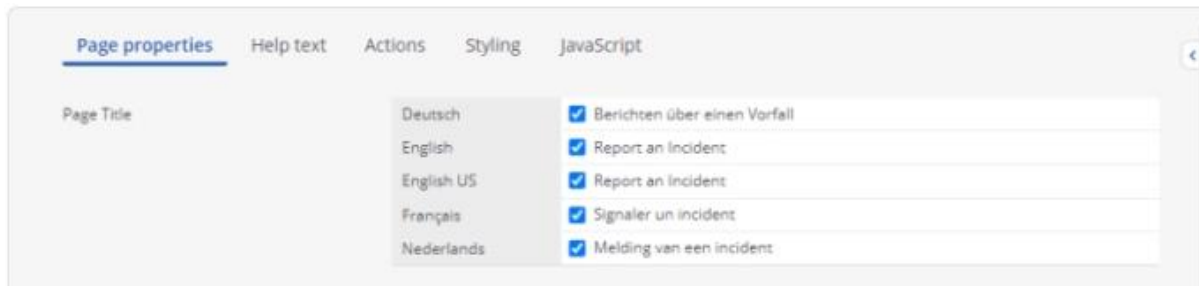 Page properties Help text Actions Styling JavaScript
Page Title Deutsch Berichten über einen Vorfall
English Report an Incident
English US Report an Incident
Français Signaler un incident
Nederlands Melding van een incident